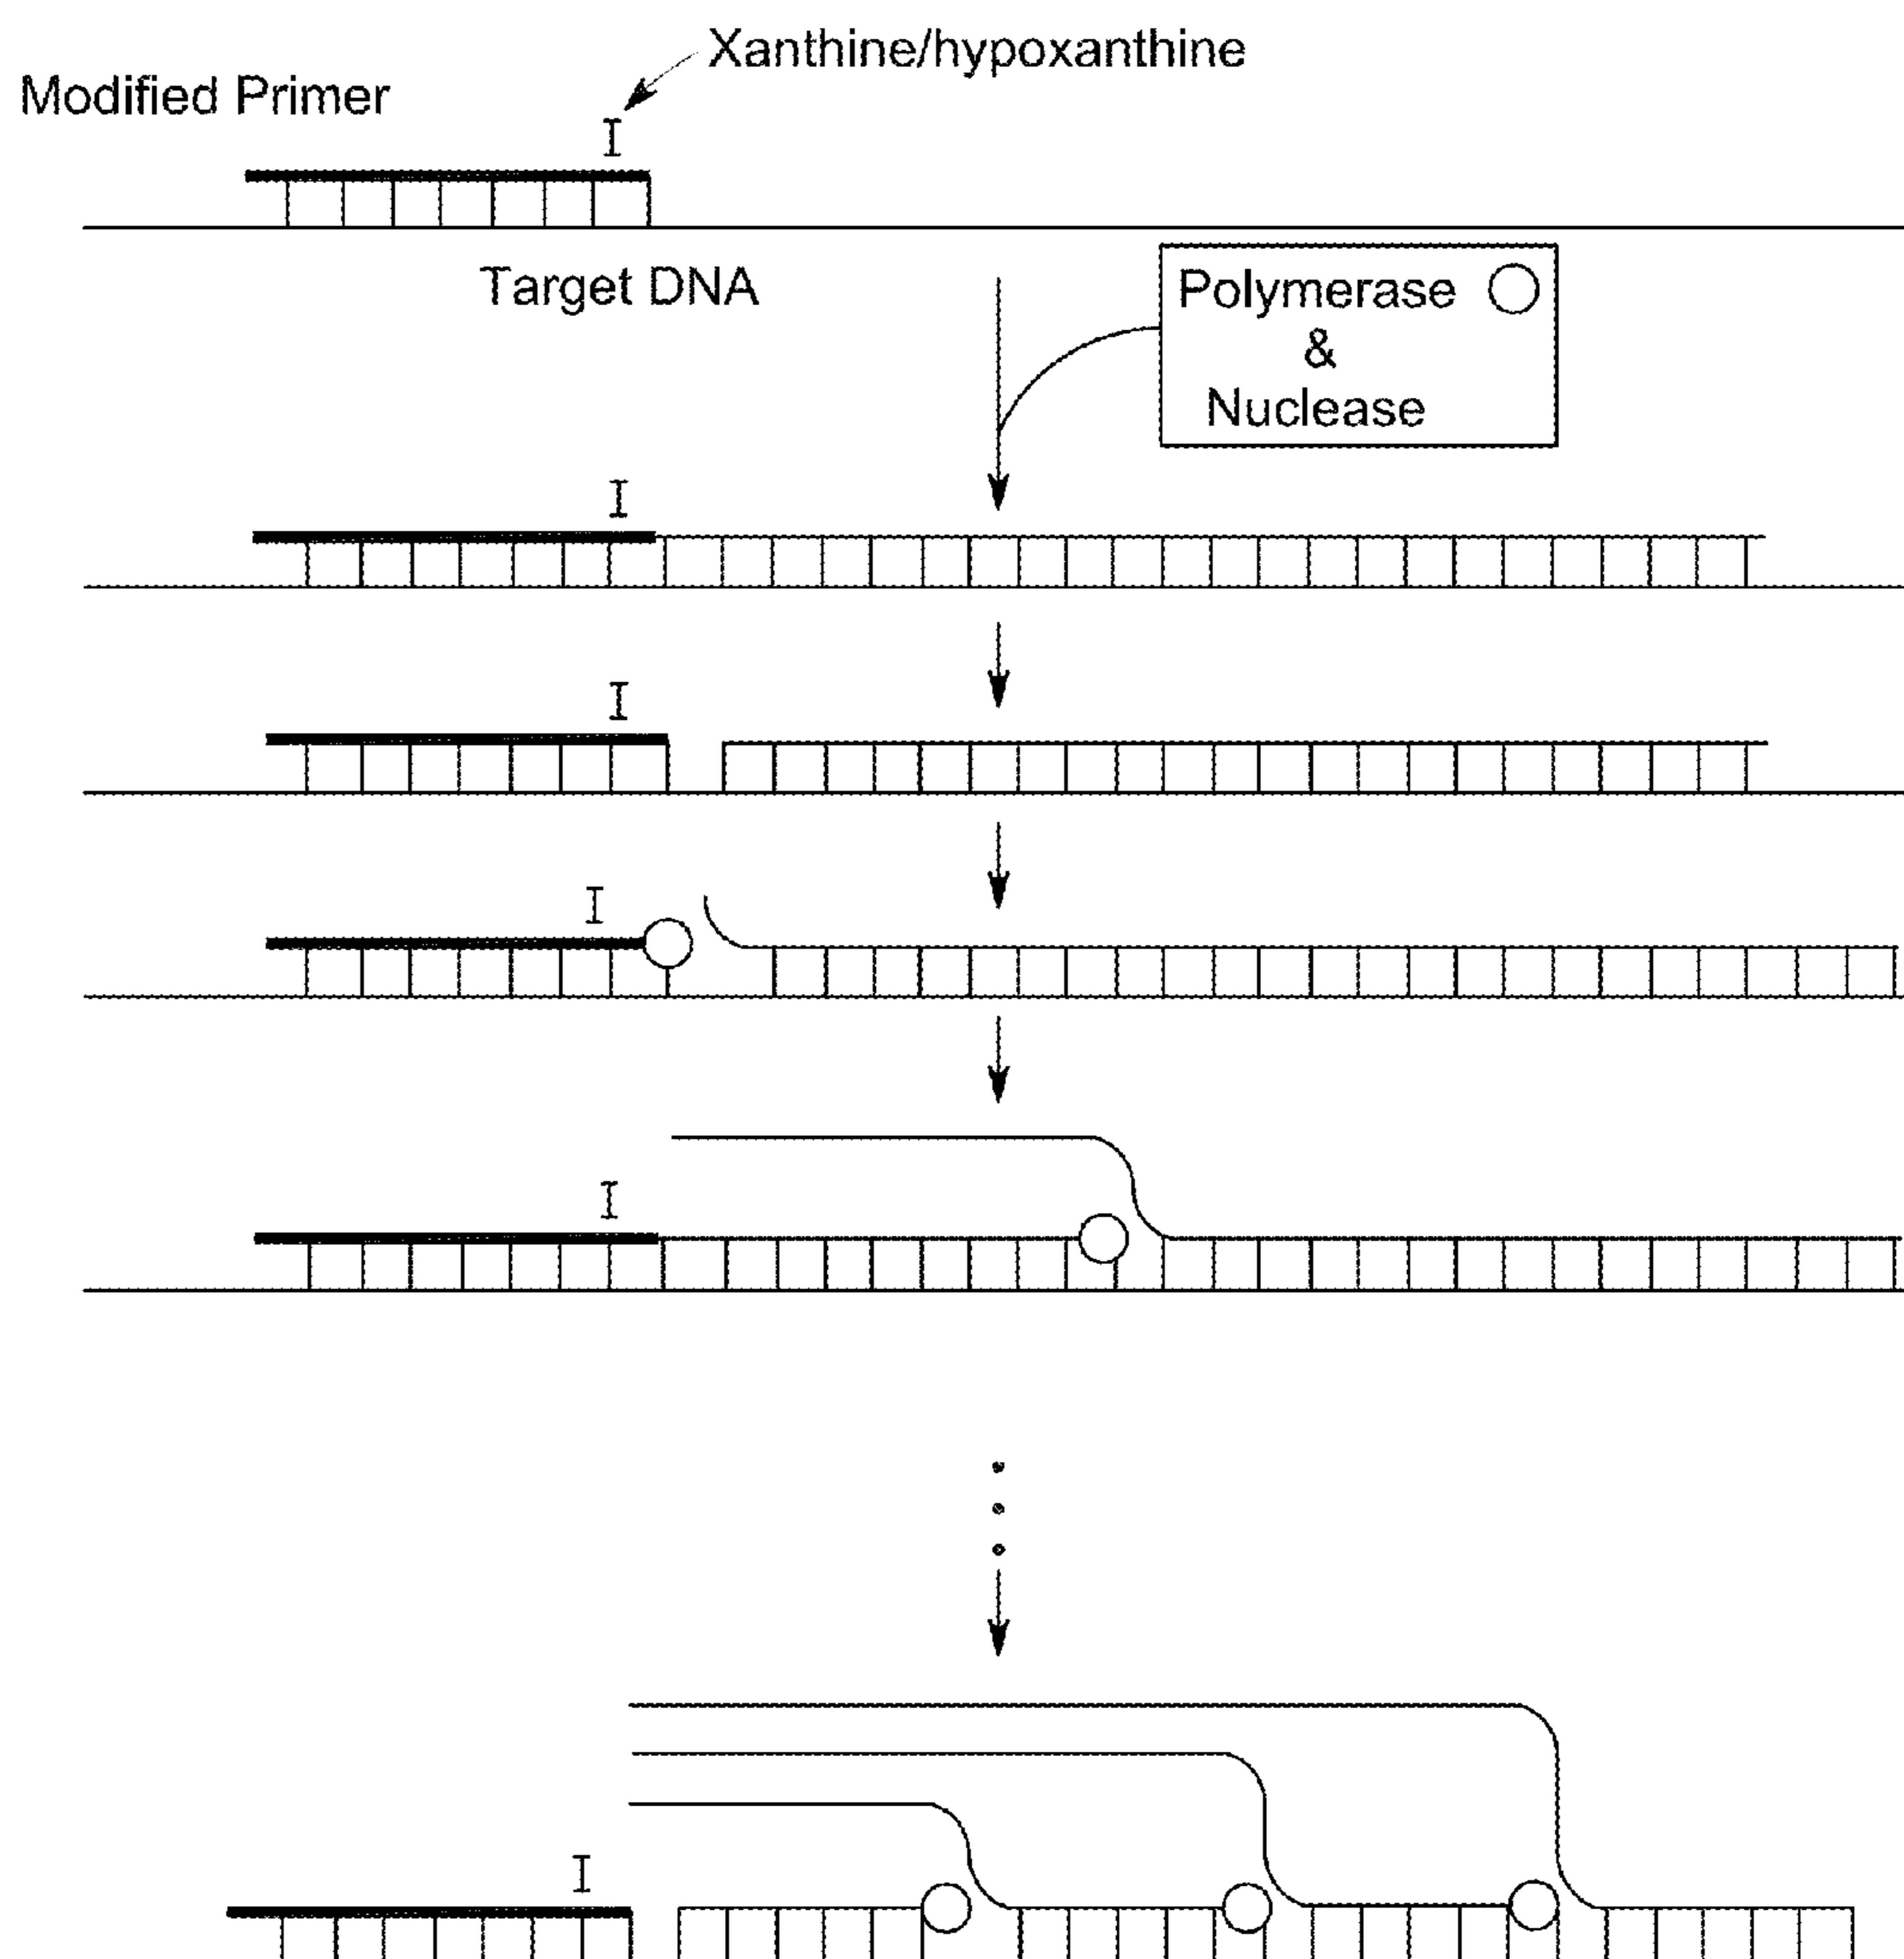 Xanthine/hypoxanthine
Modified Primer
I
Target DNA
Polymerase
&
Nuclease
I
I
I
I
I